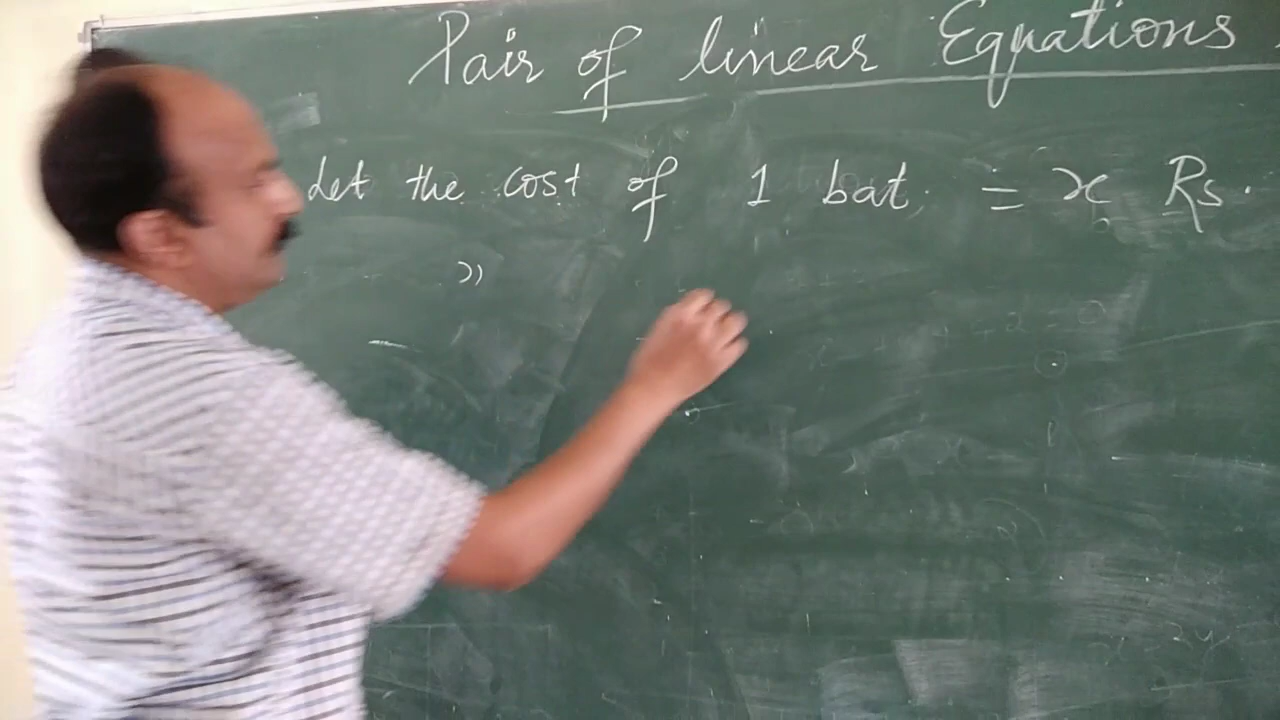 Pair of linear Equations
Let the cost of 1 bat = x Rs.
"